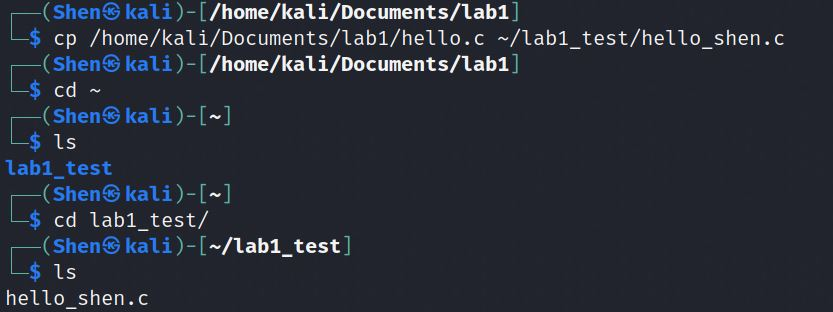 ┌──(Shen㉿kali)-[/home/kali/Documents/lab1]
└─$ cp /home/kali/Documents/lab1/hello.c ~/lab1_test/hello_shen.c
┌──(Shen㉿kali)-[/home/kali/Documents/lab1]
└─$ cd ~
┌──(Shen㉿kali)-[~]
└─$ ls
lab1_test
┌──(Shen㉿kali)-[~]
└─$ cd lab1_test/
┌──(Shen㉿kali)-[~/lab1_test]
└─$ ls
hello_shen.c